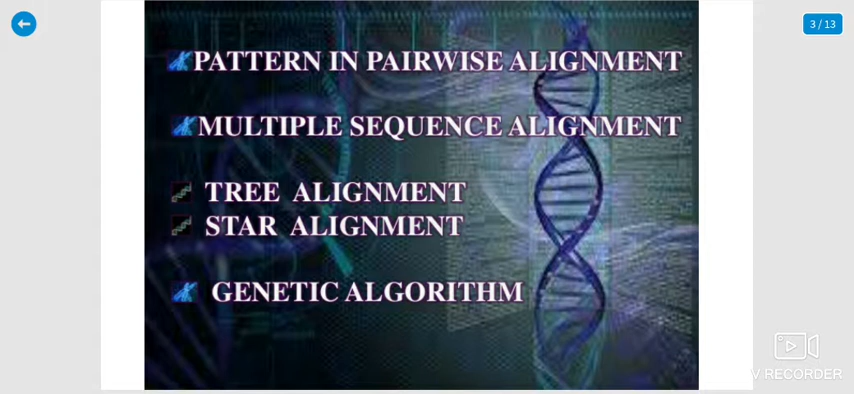 3 / 13
PATTERN IN PAIRWISE ALIGNMENT
MULTIPLE SEQUENCE ALIGNMENT
TREE ALIGNMENT
STAR ALIGNMENT
GENETIC ALGORITHM
V RECORDER